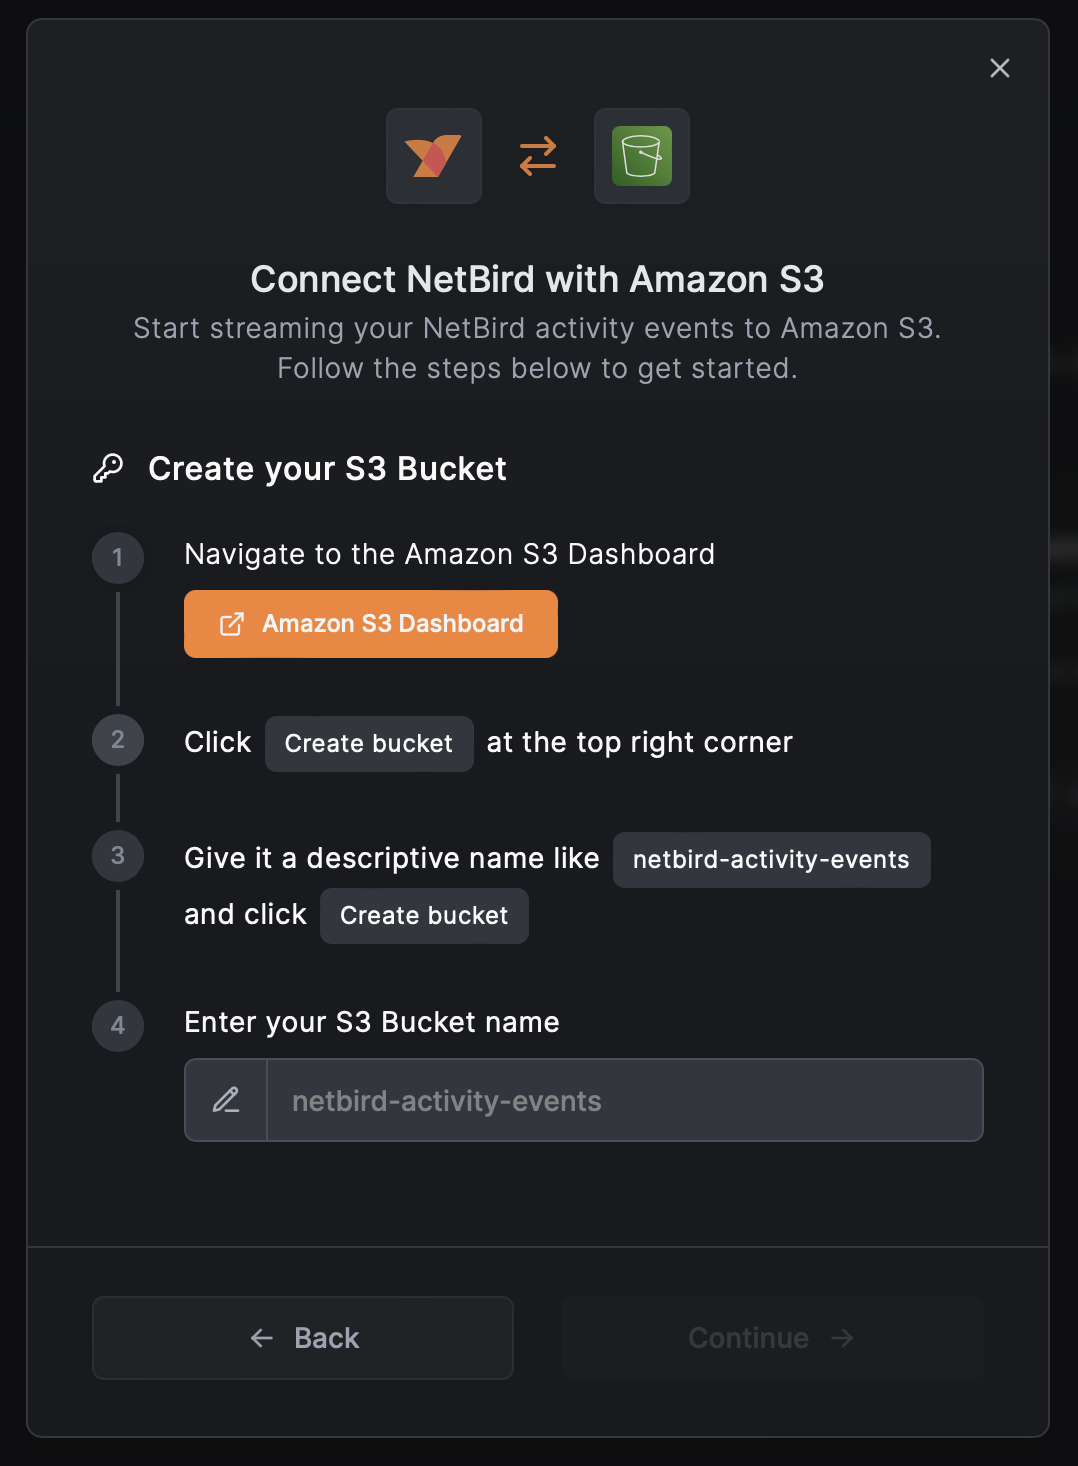 Connect NetBird with Amazon S3
Start streaming your NetBird activity events to Amazon S3.
Follow the steps below to get started.
Create your S3 Bucket
1 Navigate to the Amazon S3 Dashboard
Amazon S3 Dashboard
2 Click Create bucket at the top right corner
3 Give it a descriptive name like netbird-activity-events
and click Create bucket
4 Enter your S3 Bucket name
netbird-activity-events
Back Continue